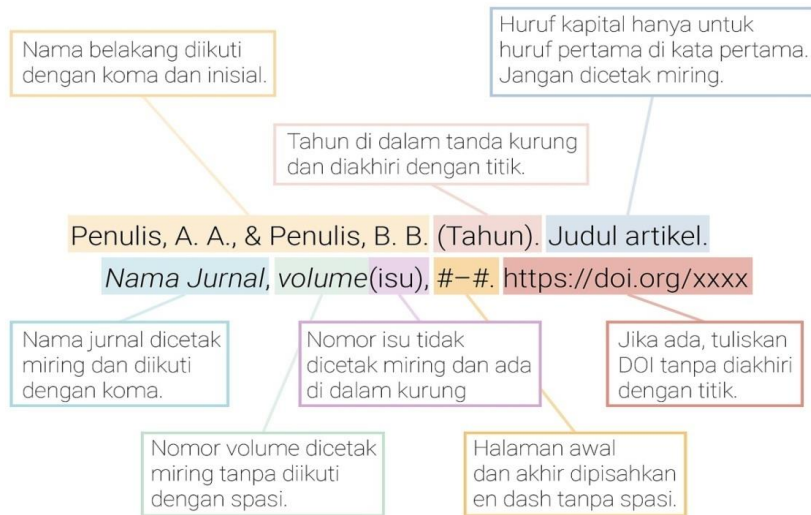 Nama belakang diikuti
dengan koma dan inisial.
Huruf kapital hanya untuk
huruf pertama di kata pertama.
Jangan dicetak miring.
Tahun di dalam tanda kurung
dan diakhiri dengan titik.
Penulis, A. A., & Penulis, B. B. (Tahun). Judul artikel.
Nama Jurnal, volume(isu), #–#. https://doi.org/xxxx
Nama jurnal dicetak
miring dan diikuti
dengan koma.
Nomor isu tidak
dicetak miring dan ada
di dalam kurung
Jika ada, tuliskan
DOI tanpa diakhiri
dengan titik.
Nomor volume dicetak
miring tanpa diikuti
dengan spasi.
Halaman awal
dan akhir dipisahkan
en dash tanpa spasi.